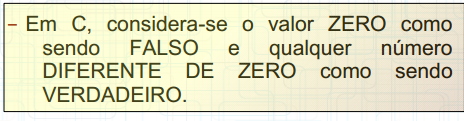 – Em C, considera-se o valor ZERO como
sendo FALSO e qualquer número
DIFERENTE DE ZERO como sendo
VERDADEIRO.